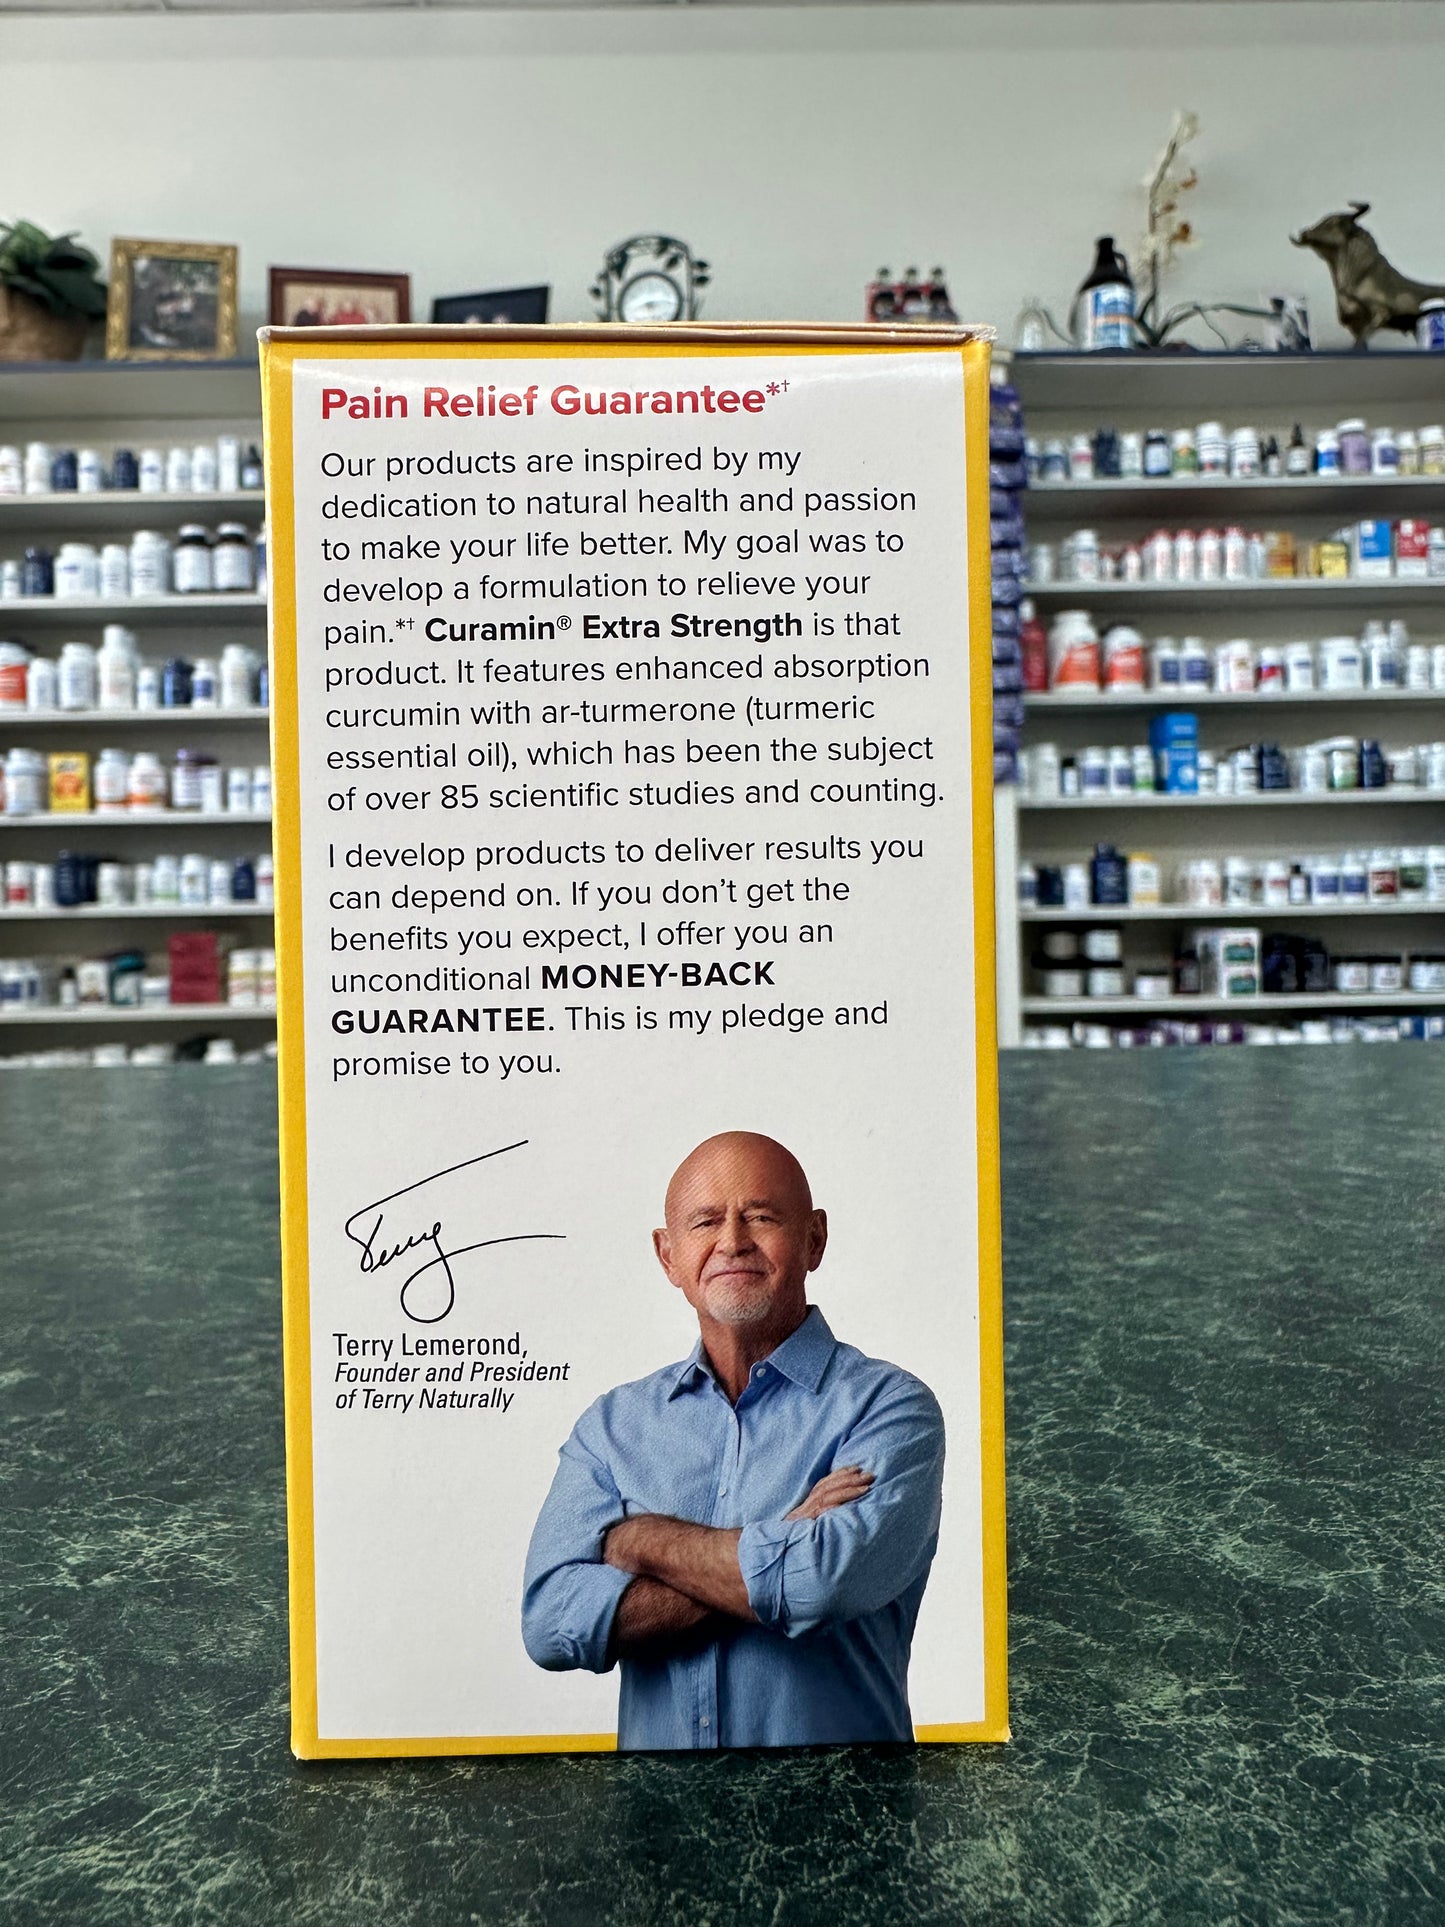 Pain Relief Guarantee*†
Our products are inspired by my
dedication to natural health and passion
to make your life better. My goal was to
develop a formulation to relieve your
pain.*† Curamin® Extra Strength is that
product. It features enhanced absorption
curcumin with ar-turmerone (turmeric
essential oil), which has been the subject
of over 85 scientific studies and counting.
I develop products to deliver results you
can depend on. If you don't get the
benefits you expect, I offer you an
unconditional MONEY-BACK
GUARANTEE. This is my pledge and
promise to you.
Terry
Terry Lemerond,
Founder and President
of Terry Naturally